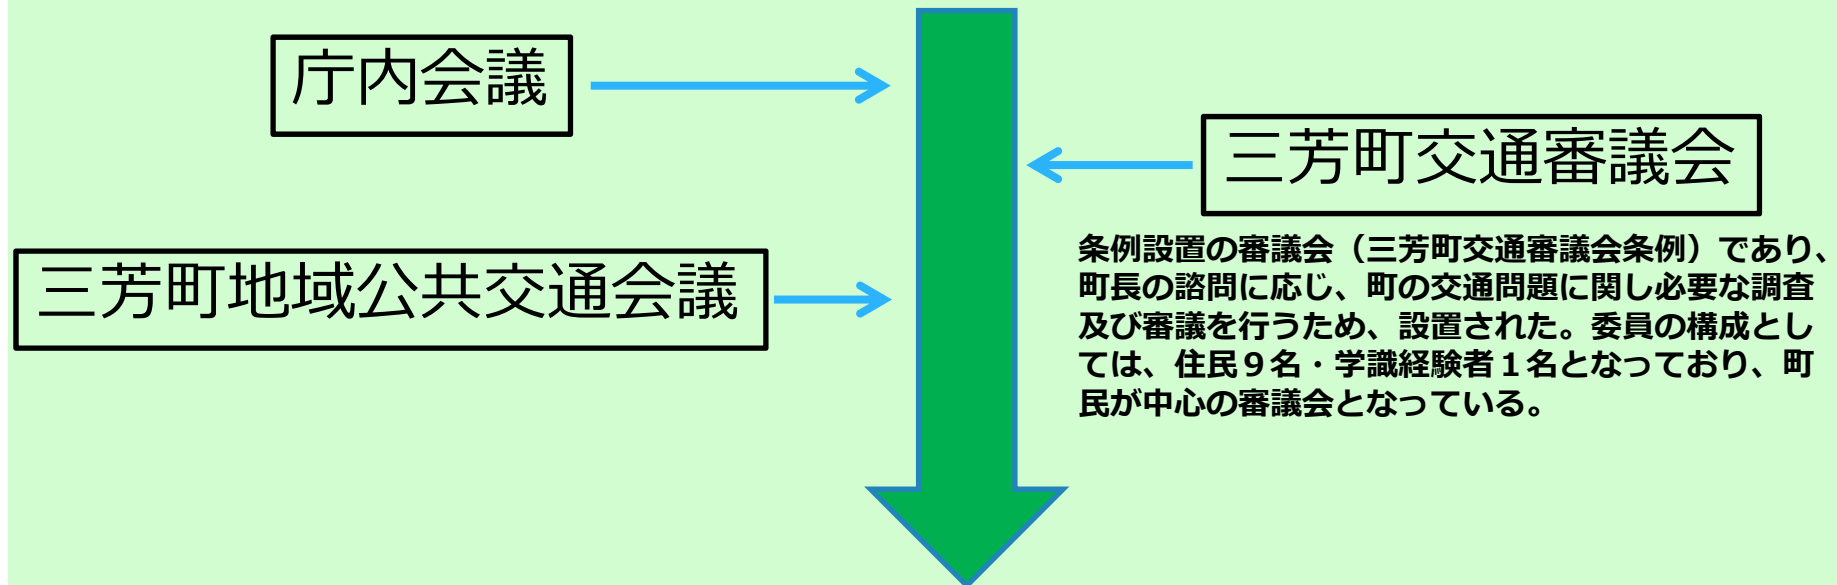 庁内会議
三芳町交通審議会
三芳町地域公共交通会議
条例設置の審議会（三芳町交通審議会条例）であり、
町長の諮問に応じ、町の交通問題に関し必要な調査
及び審議を行うため、設置された。委員の構成とし
ては、住民９名・学識経験者１名となっており、町
民が中心の審議会となっている。